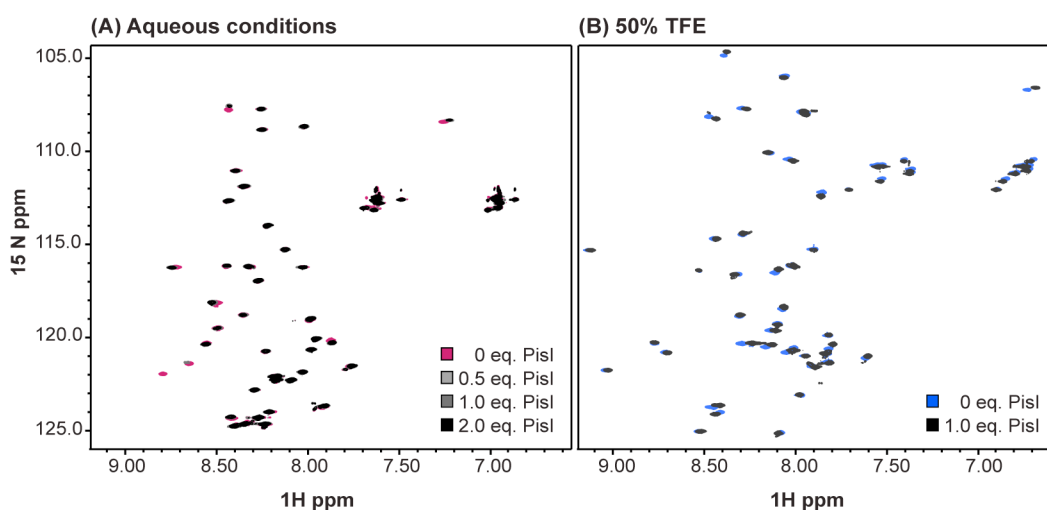 (A) Aqueous conditions
(B) 50% TFE
105.0
110.0
115.0
120.0
125.0
15 N ppm
0 eq. PisI
0.5 eq. PisI
1.0 eq. PisI
2.0 eq. PisI
0 eq. PisI
1.0 eq. PisI
9.00 8.50 8.00 7.50 7.00
9.00 8.50 8.00 7.50 7.00
1H ppm
1H ppm